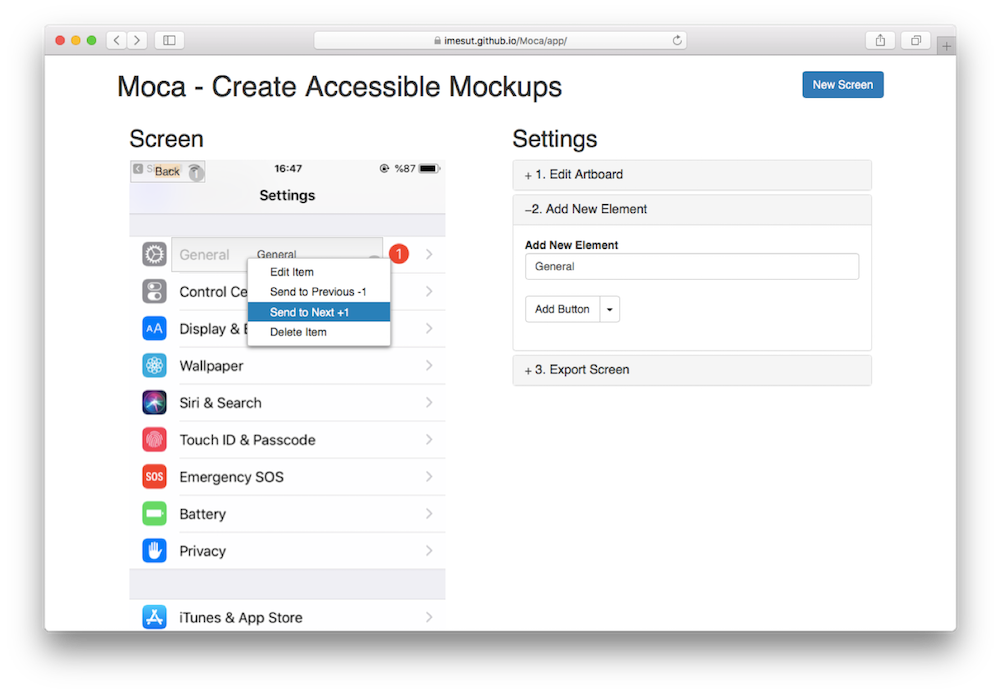 imesut.github.io/Moca/app/
Moca - Create Accessible Mockups
New Screen
Screen
Back
16:47
%87
Settings
General
General
1
Edit Item
Send to Previous -1
Send to Next +1
Delete Item
Display &
Wallpaper
Siri & Search
Touch ID & Passcode
SOS
Emergency SOS
Battery
Privacy
iTunes & App Store
Settings
+ 1. Edit Artboard
–2. Add New Element
Add New Element
General
Add Button
+ 3. Export Screen